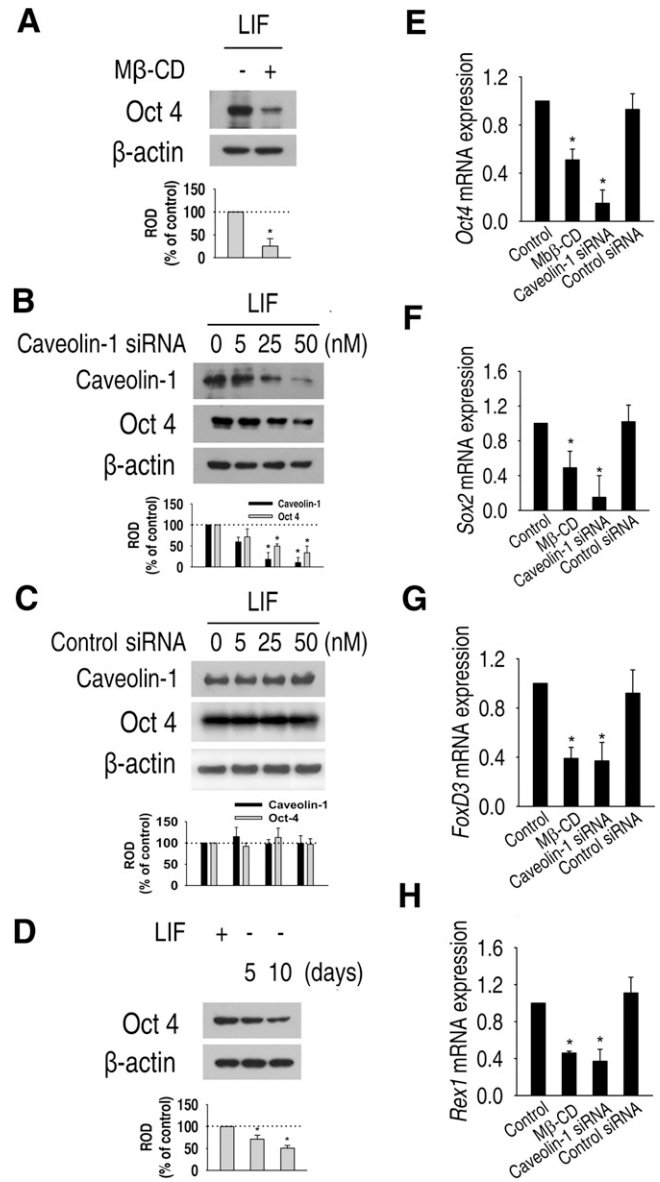 A
LIF
Mβ-CD - +
Oct 4
β-actin
ROD
(% of control)
150
100
50
0
*
B
LIF
Caveolin-1 siRNA 0 5 25 50 (nM)
Caveolin-1
Oct 4
β-actin
Caveolin-1
Oct 4
ROD
(% of control)
150
100
50
0
* * * *
C
LIF
Control siRNA 0 5 25 50 (nM)
Caveolin-1
Oct 4
β-actin
Caveolin-1
Oct-4
ROD
(% of control)
150
100
50
0
D
LIF + - -
5 10 (days)
Oct 4
β-actin
ROD
(% of control)
150
100
50
0
* *
E
Oct4 mRNA expression
1.2
0.8
0.4
0.0
* *
Control
Mbβ-CD
Caveolin-1 siRNA
Control siRNA
F
Sox2 mRNA expression
1.6
1.2
0.8
0.4
0.0
* *
Control
Mβ-CD
Caveolin-1 siRNA
Control siRNA
G
FoxD3 mRNA expression
1.2
0.8
0.4
0.0
* *
Control
Mβ-CD
Caveolin-1 siRNA
Control siRNA
H
Rex1 mRNA expression
1.6
1.2
0.8
0.4
0.0
* *
Control
Mβ-CD
Caveolin-1 siRNA
Control siRNA